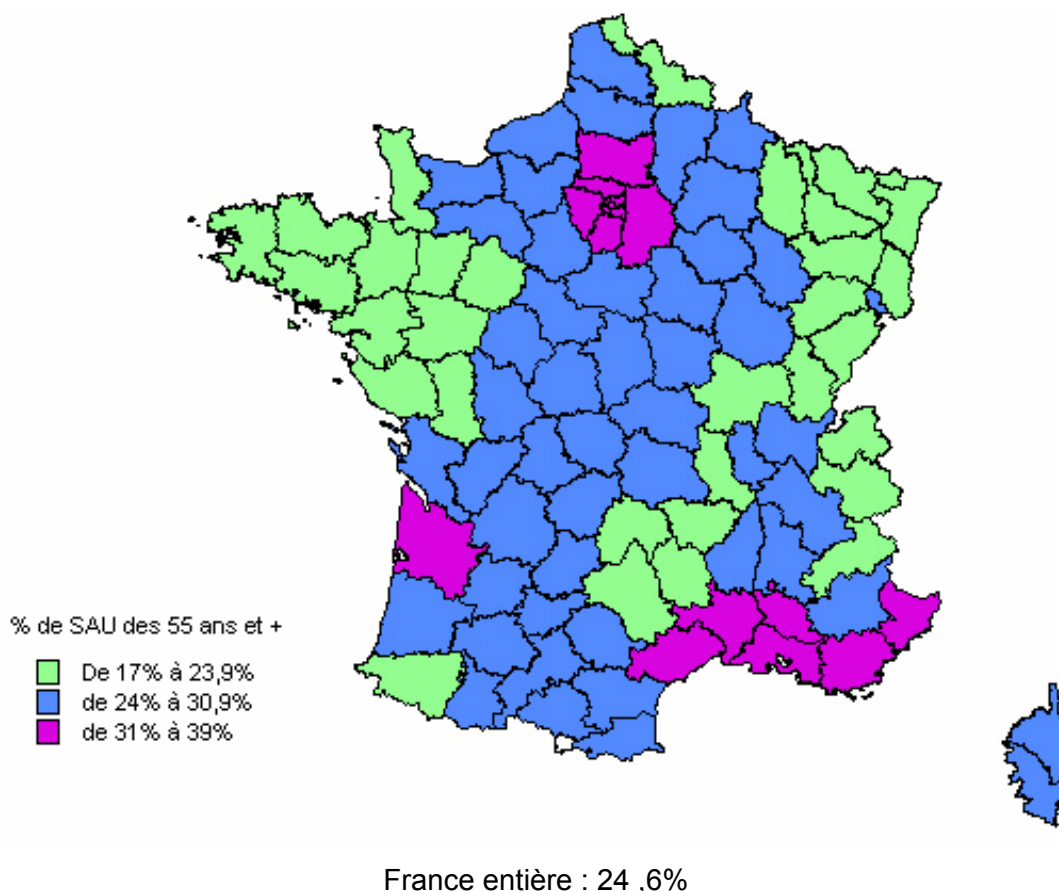 % de SAU des 55 ans et +
De 17% à 23,9%
de 24% à 30,9%
de 31% à 39%
France entière : 24 ,6%